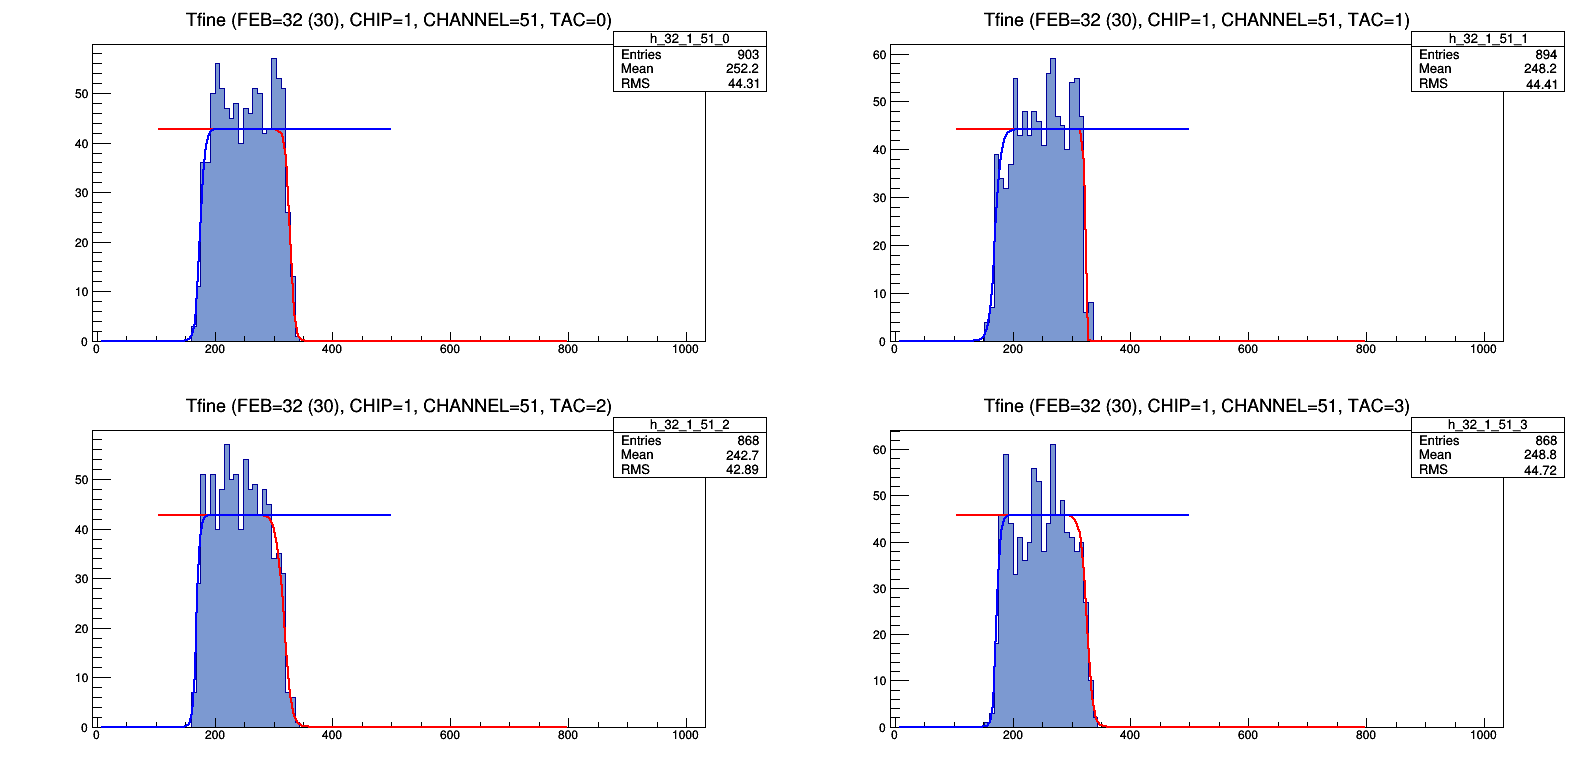 Tfine (FEB=32 (30), CHIP=1, CHANNEL=51, TAC=0)
h_32_1_51_0
Entries 903
Mean 252.2
RMS 44.31
50
40
30
20
10
0
0 200 400 600 800 1000
Tfine (FEB=32 (30), CHIP=1, CHANNEL=51, TAC=1)
h_32_1_51_1
Entries 894
Mean 248.2
RMS 44.41
60
50
40
30
20
10
0
0 200 400 600 800 1000
Tfine (FEB=32 (30), CHIP=1, CHANNEL=51, TAC=2)
h_32_1_51_2
Entries 868
Mean 242.7
RMS 42.89
50
40
30
20
10
0
0 200 400 600 800 1000
Tfine (FEB=32 (30), CHIP=1, CHANNEL=51, TAC=3)
h_32_1_51_3
Entries 868
Mean 248.8
RMS 44.72
60
50
40
30
20
10
0
0 200 400 600 800 1000